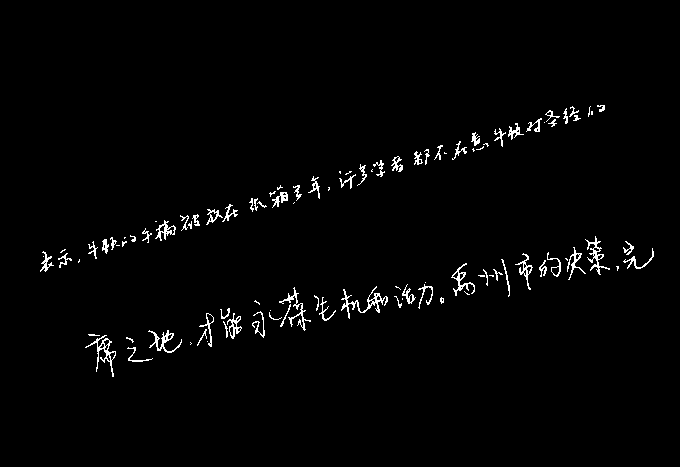 表示,牛顿的手稿被放在纸箱多年,许多学者都不在意牛顿对圣经的
席之地,才能永葆生机和活力。禹州市的决策,完